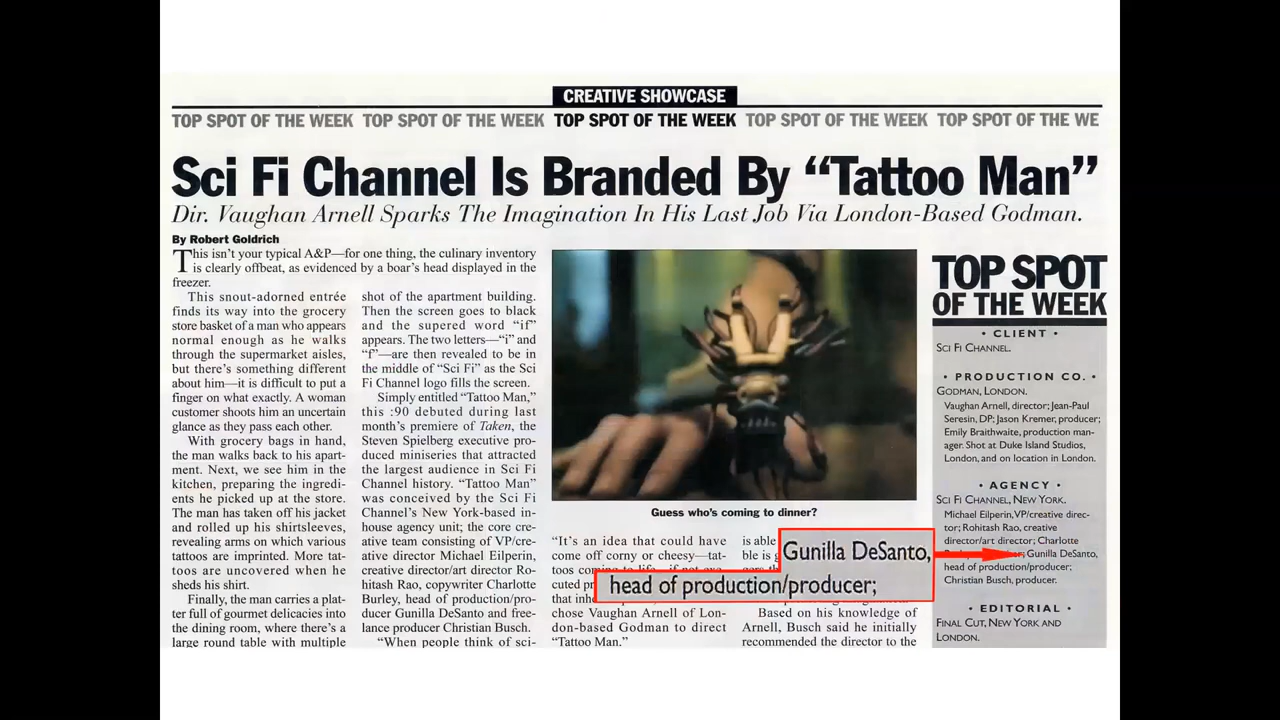 CREATIVE SHOWCASE
TOP SPOT OF THE WEEK TOP SPOT OF THE WEEK TOP SPOT OF THE WEEK TOP SPOT OF THE WEEK TOP SPOT OF THE WE
Sci Fi Channel Is Branded By “Tattoo Man”
Dir. Vaughan Arnell Sparks The Imagination In His Last Job Via London-Based Godman.
By Robert Goldrich
This isn’t your typical A&P—for one thing, the culinary inventory
is clearly offbeat, as evidenced by a boar’s head displayed in the
freezer.
This snout-adorned entrée
finds its way into the grocery
store basket of a man who appears
normal enough as he walks
through the supermarket aisles,
but there’s something different
about him—it is difficult to put a
finger on what exactly. A woman
customer shoots him an uncertain
glance as they pass each other.
With grocery bags in hand,
the man walks back to his apart-
ment. Next, we see him in the
kitchen, preparing the ingredi-
ents he picked up at the store.
The man has taken off his jacket
and rolled up his shirtsleeves,
revealing arms on which various
tattoos are imprinted. More tat-
toos are uncovered when he
sheds his shirt.
Finally, the man carries a plat-
ter full of gourmet delicacies into
the dining room, where there’s a
large round table with multiple
shot of the apartment building.
Then the screen goes to black
and the supered word “if”
appears. The two letters—“i” and
“f”—are then revealed to be in
the middle of “Sci Fi” as the Sci
Fi Channel logo fills the screen.
Simply entitled “Tattoo Man,”
this :90 debuted during last
month’s premiere of Taken, the
Steven Spielberg executive pro-
duced miniseries that attracted
the largest audience in Sci Fi
Channel history. “Tattoo Man”
was conceived by the Sci Fi
Channel’s New York-based in-
house agency unit; the core cre-
ative team consisting of VP/cre-
ative director Michael Eilperin,
creative director/art director Ro-
hitash Rao, copywriter Charlotte
Burley, head of production/pro-
ducer Gunilla DeSanto and free-
lance producer Christian Busch.
“When people think of sci-
Guess who’s coming to dinner?
“It’s an idea that could have
come off corny or cheesy—tat-
toos coming to life—if not exe-
cuted pr
that inh
chose Vaughan Arnell of Lon-
don-based Godman to direct
“Tattoo Man.”
is able
ble is g
Based on his knowledge of
Arnell, Busch said he initially
recommended the director to the
Gunilla DeSanto,
head of production/producer;
TOP SPOT
OF THE WEEK
• CLIENT •
SCI FI CHANNEL.
• PRODUCTION CO. •
GODMAN, LONDON.
Vaughan Arnell, director; Jean-Paul
Seresin, DP; Jason Kremer, producer;
Emily Braithwaite, production man-
ager. Shot at Duke Island Studios,
London, and on location in London.
• AGENCY •
SCI FI CHANNEL, NEW YORK.
Michael Eilperin, VP/creative direc-
tor; Rohitash Rao, creative
director/art director; Charlotte
Gunilla DeSanto,
head of production/producer;
Christian Busch, producer.
• EDITORIAL •
FINAL CUT, NEW YORK AND
LONDON.